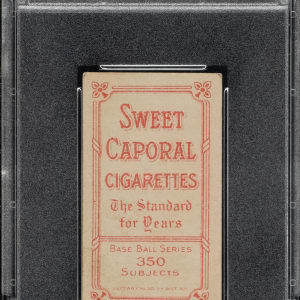 SWEET
CAPORAL
CIGARETTES
The Standard
for Years
BASE BALL SERIES
350
SUBJECTS